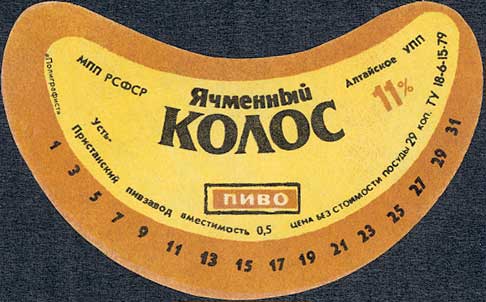 «Полиграфист»
МПП РСФСР
Алтайское УПП
Ячменный
КОЛОС
11%
ПИВО
Усть-
Пристанский пивзавод вместимость 0,5 ЦЕНА БЕЗ СТОИМОСТИ ПОСУДЫ 29 коп. ТУ 18-6-15-79
1 3 5 7 9 11 13 15 17 19 21 23 25 27 29 31